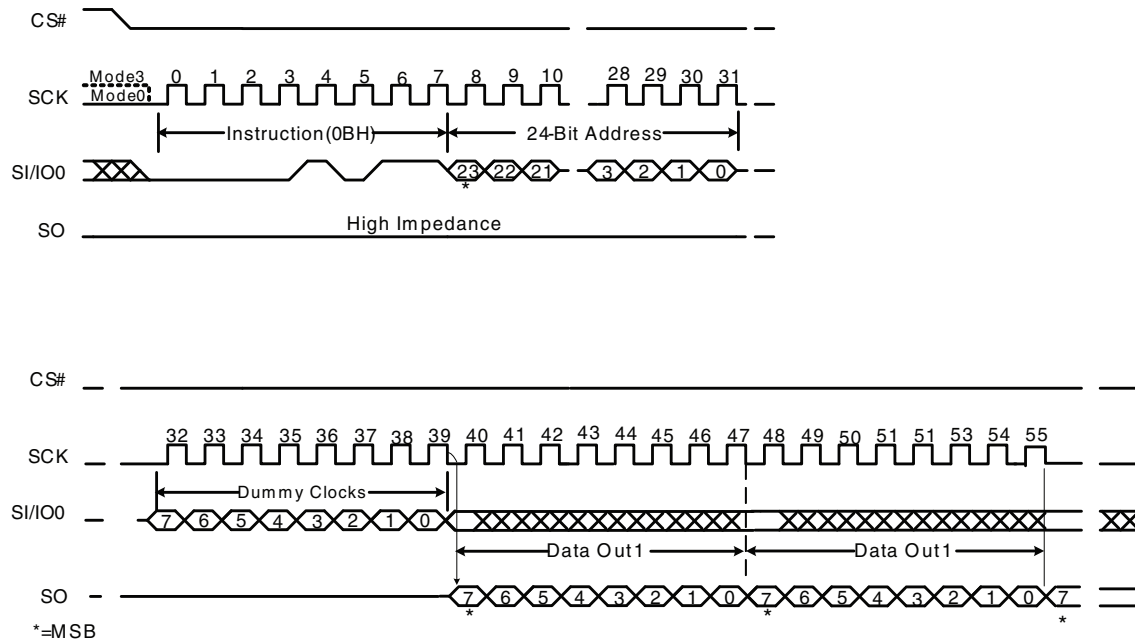 CS#
Mode3 0 1 2 3 4 5 6 7 8 9 10 28 29 30 31
SCK Mode0
Instruction(0BH) 24-Bit Address
SI/IO0 23 22 21 3 2 1 0
*
High Impedance
SO
CS#
32 33 34 35 36 37 38 39 40 41 42 43 44 45 46 47 48 49 50 51 51 53 54 55
SCK
Dummy Clocks
SI/IO0 7 6 5 4 3 2 1 0
Data Out1 Data Out1
SO 7 6 5 4 3 2 1 0 7 6 5 4 3 2 1 0 7
* * *
*=MSB